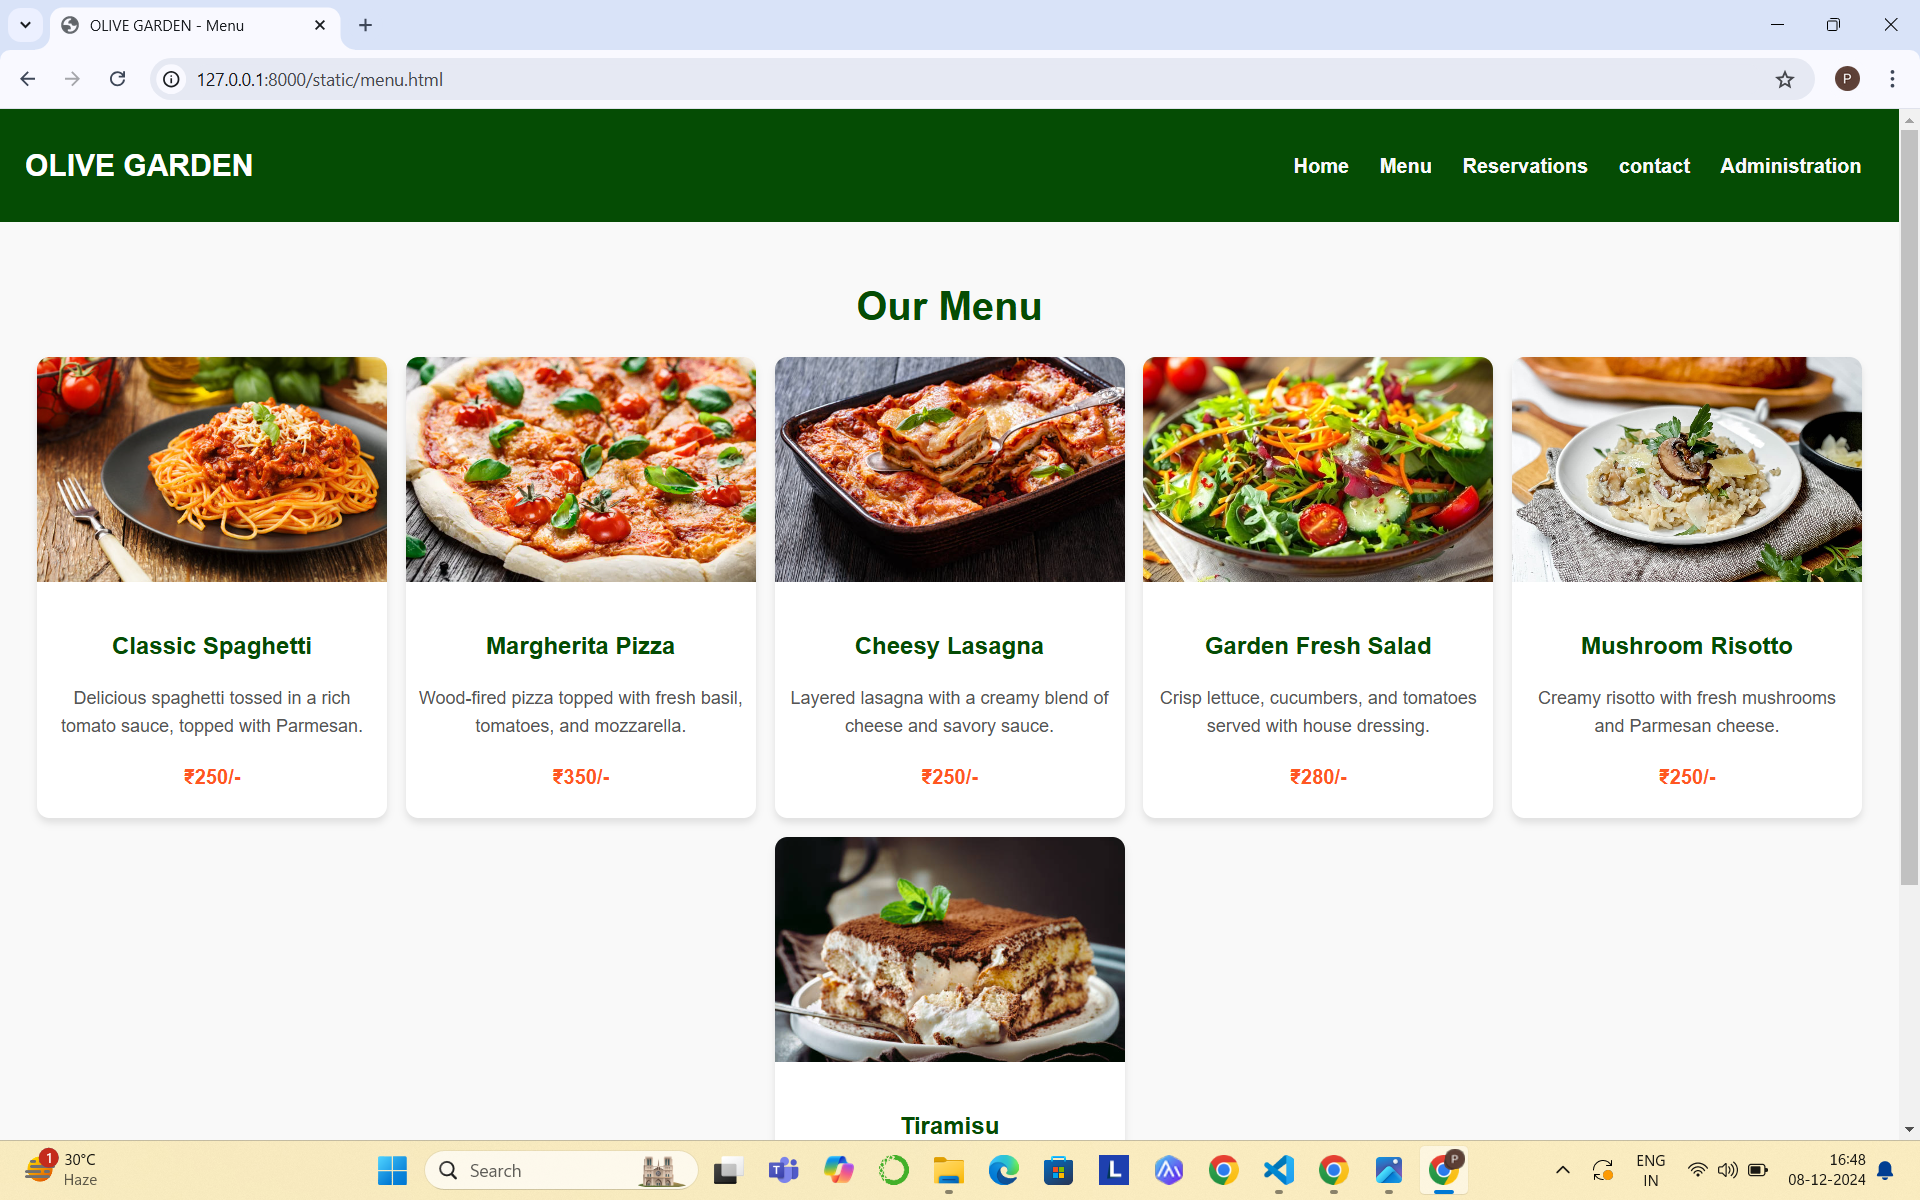 OLIVE GARDEN - Menu
127.0.0.1:8000/static/menu.html
P
OLIVE GARDEN
Home Menu Reservations contact Administration
Our Menu
Classic Spaghetti
Delicious spaghetti tossed in a rich
tomato sauce, topped with Parmesan.
₹250/-
Margherita Pizza
Wood-fired pizza topped with fresh basil,
tomatoes, and mozzarella.
₹350/-
Cheesy Lasagna
Layered lasagna with a creamy blend of
cheese and savory sauce.
₹250/-
Garden Fresh Salad
Crisp lettuce, cucumbers, and tomatoes
served with house dressing.
₹280/-
Mushroom Risotto
Creamy risotto with fresh mushrooms
and Parmesan cheese.
₹250/-
Tiramisu
1
30°C
Haze
Search
L
P
ENG
IN
16:48
08-12-2024